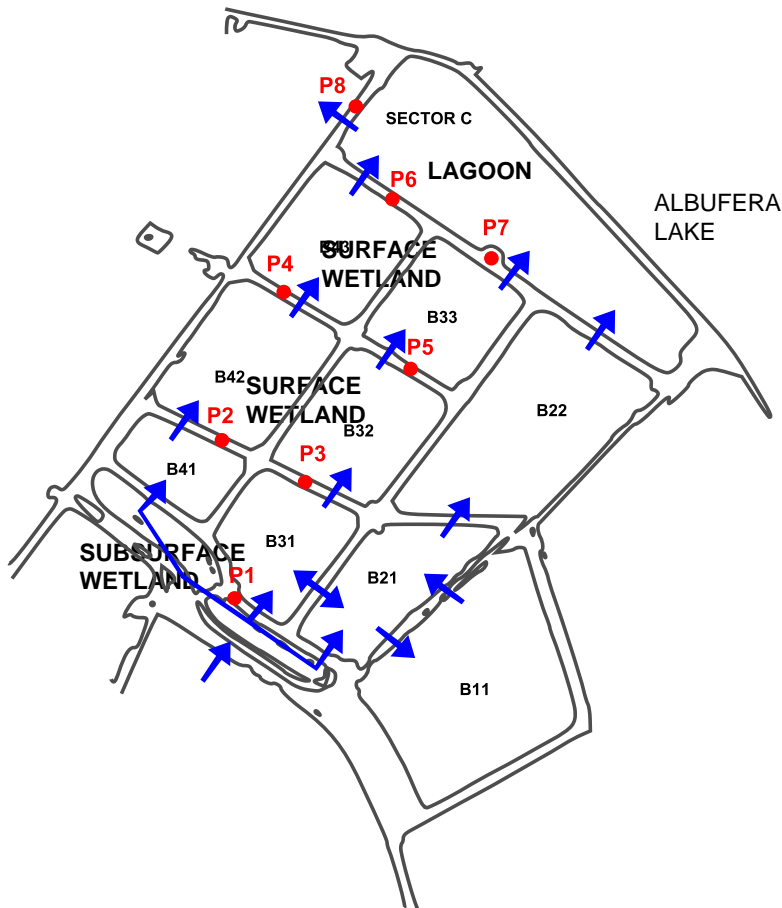 P8
SECTOR C
LAGOON
P6
ALBUFERA
LAKE
P7
B43
SURFACE
WETLAND
P4
B33
P5
B42
SURFACE
WETLAND
B22
P2
B32
B41
P3
B31
SUBSURFACE
WETLAND
P1
B21
B11